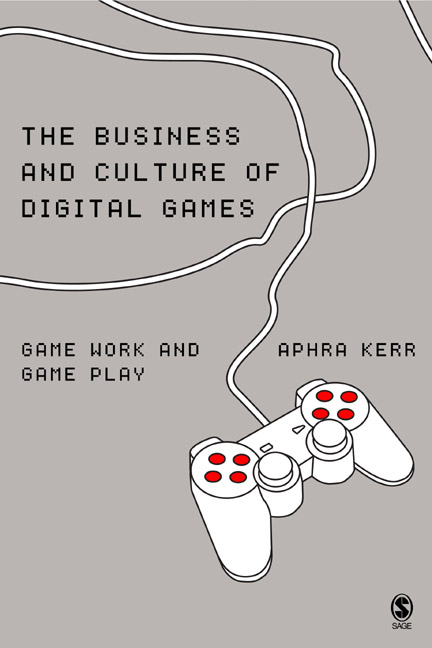 THE BUSINESS
AND CULTURE OF
DIGITAL GAMES
GAME WORK AND
GAME PLAY
APHRA KERR
S
SAGE